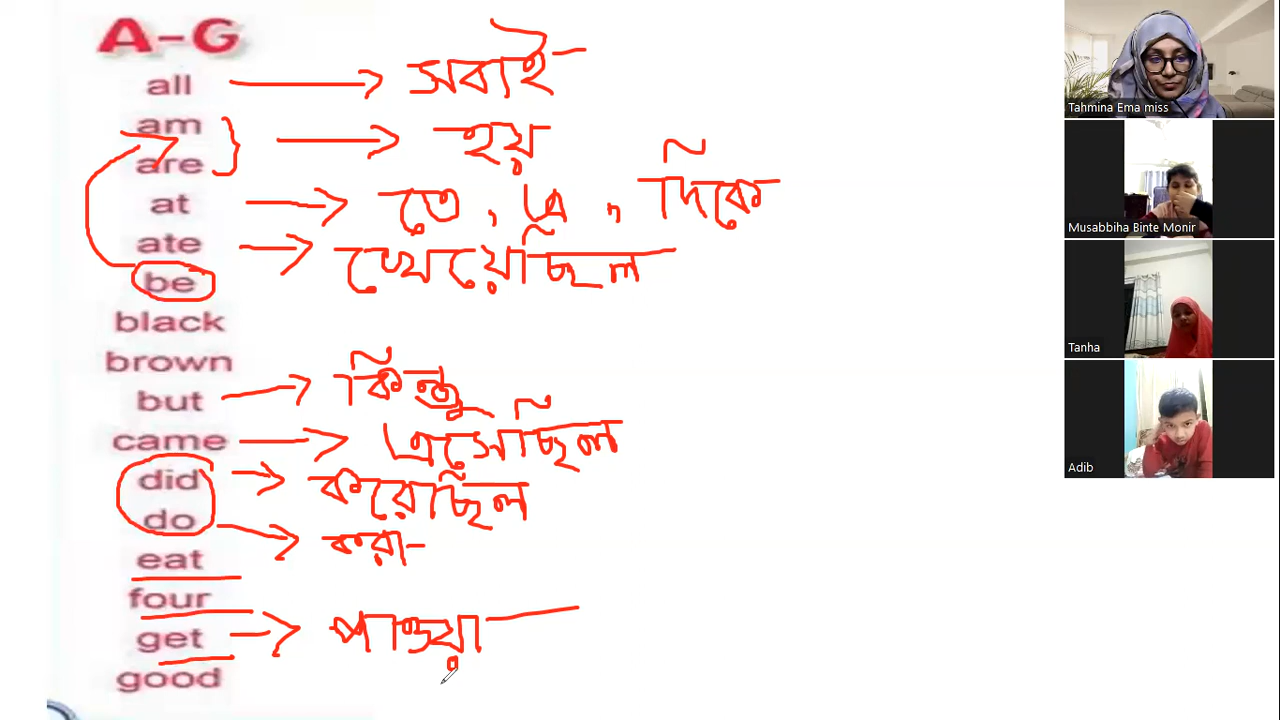 A-G
all → সবাই
am
are } → হয়
at → তে, এ, দিকে
ate → খেয়েছিল
be
black
brown
but → কিন্তু
came → এসেছিল
did → করেছিল
do → করা
eat
four
get → পাওয়া
good
Tahmina Ema miss
Musabbiha Binte Monir
Tanha
Adib